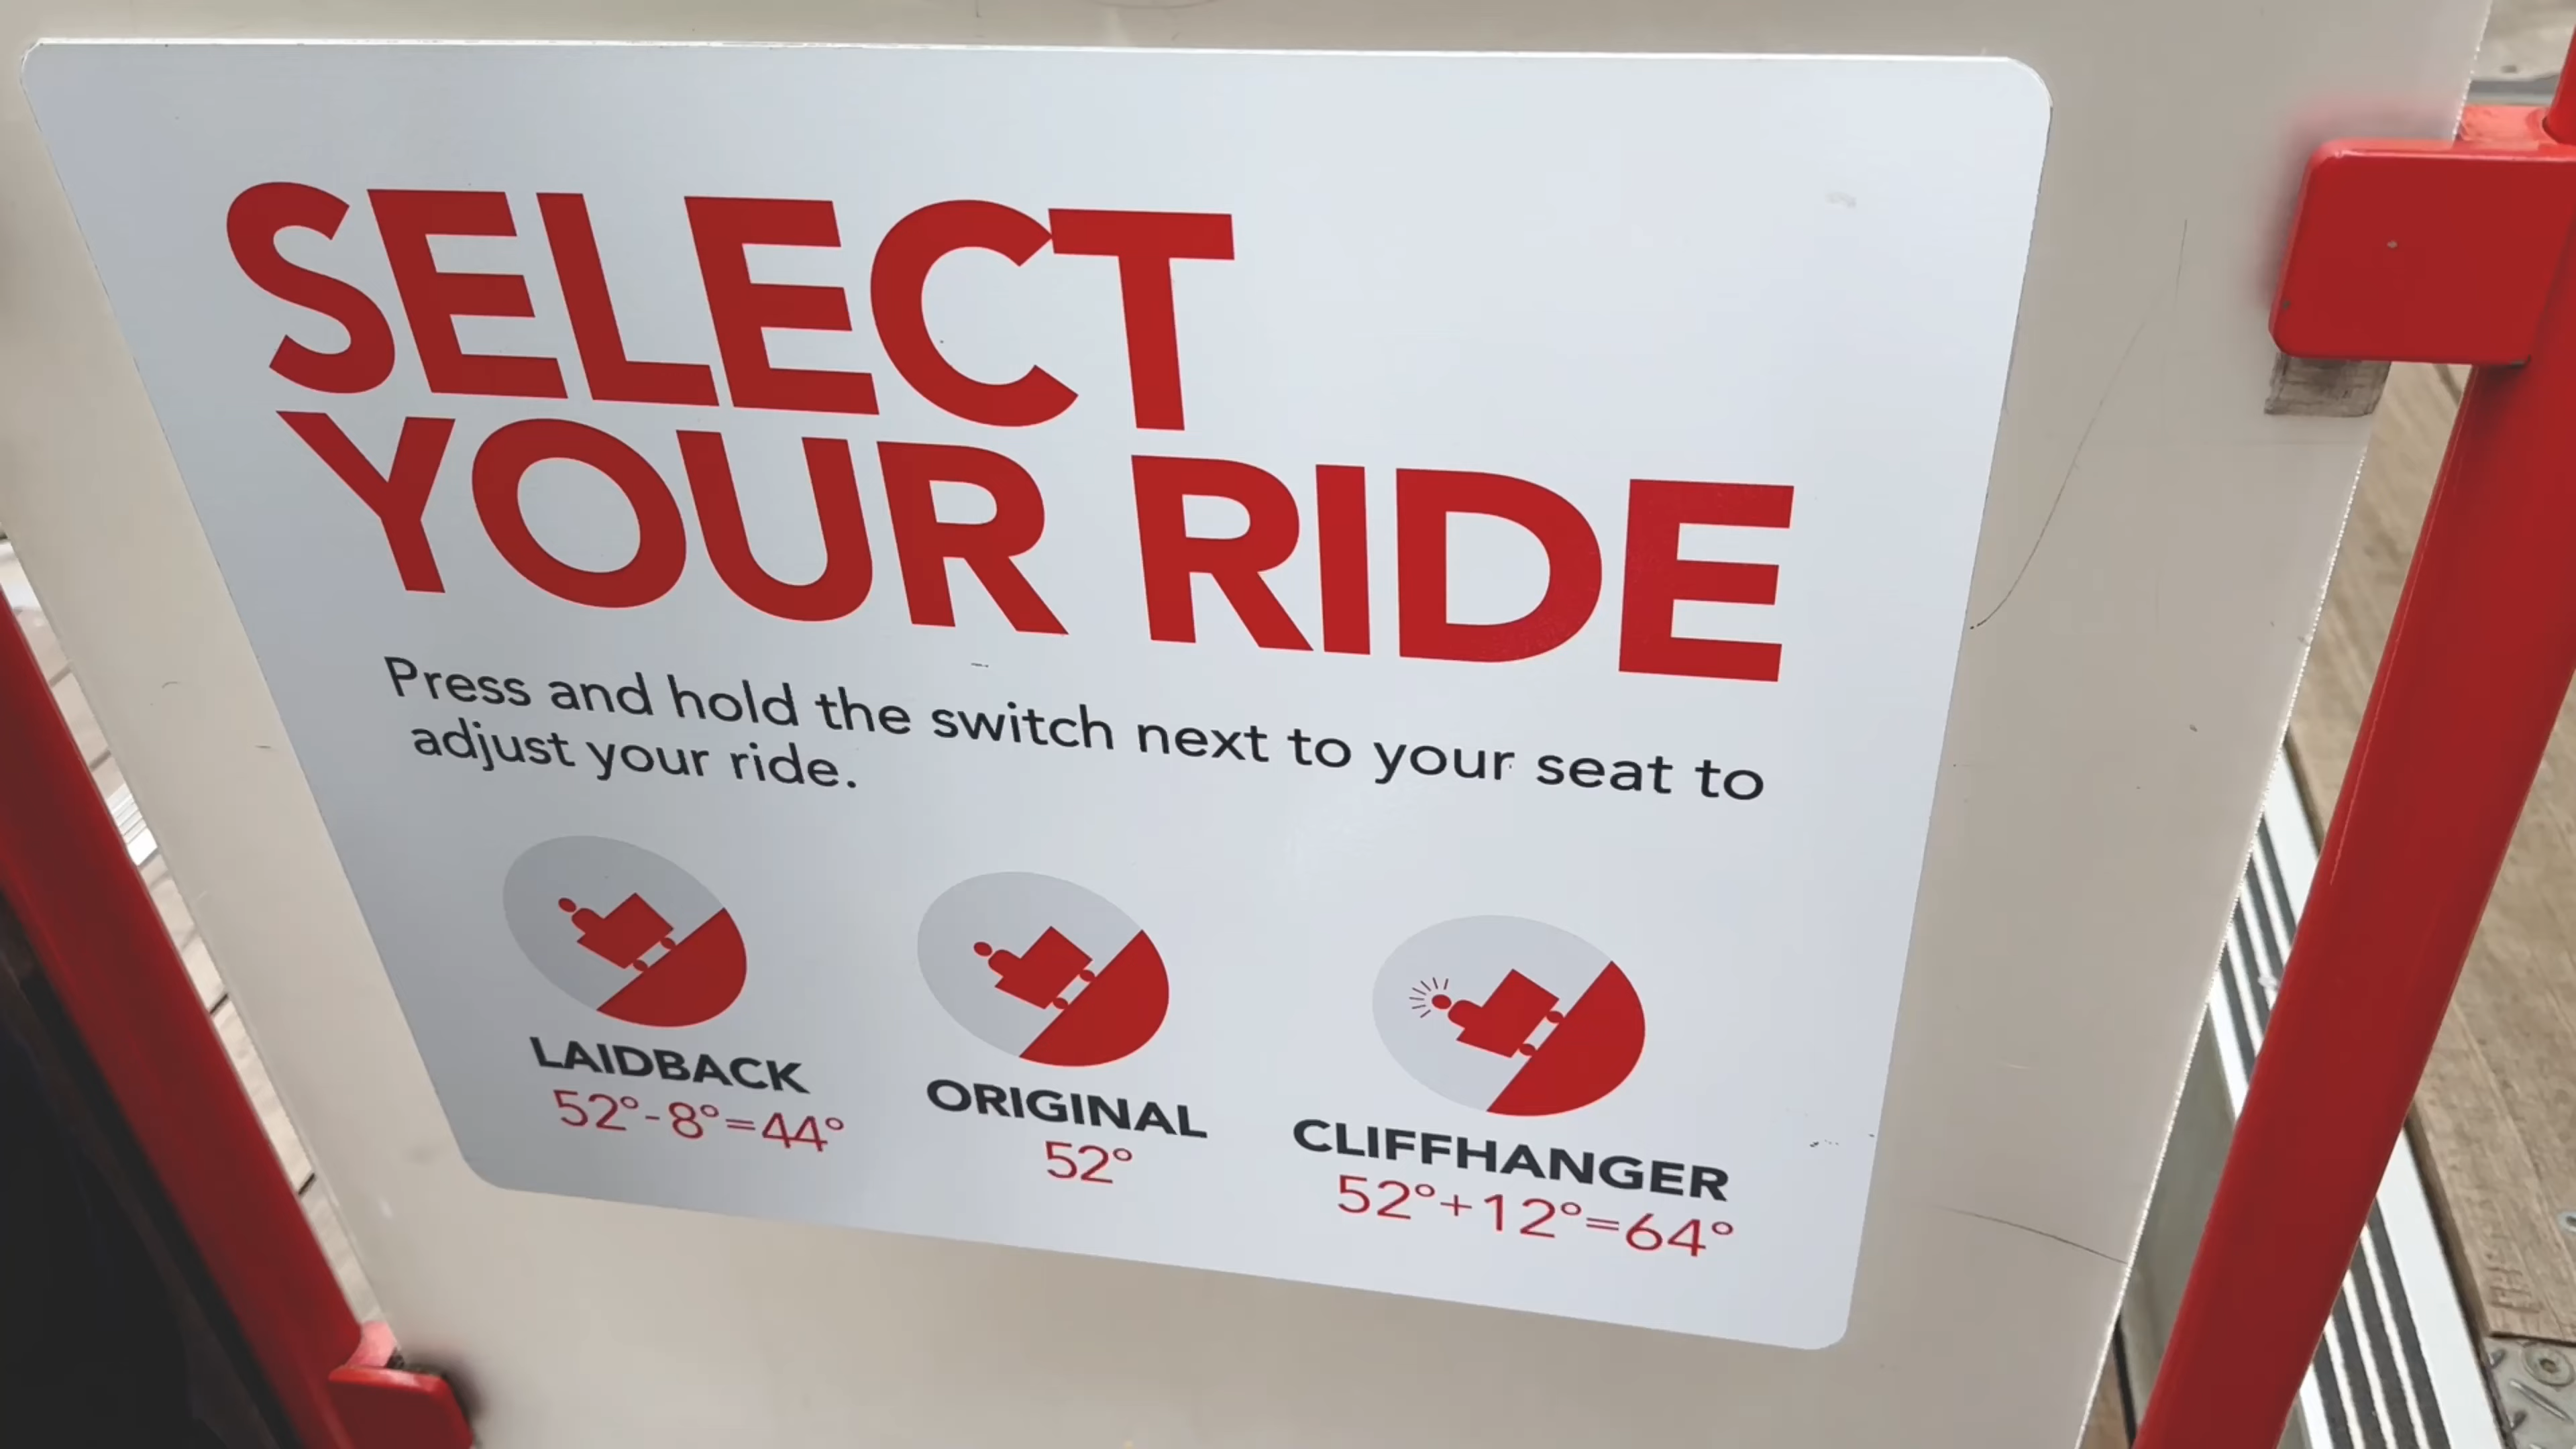 SELECT
YOUR RIDE
Press and hold the switch next to your seat to
adjust your ride.
LAIDBACK
52°-8°=44°
ORIGINAL
52°
CLIFFHANGER
52°+12°=64°